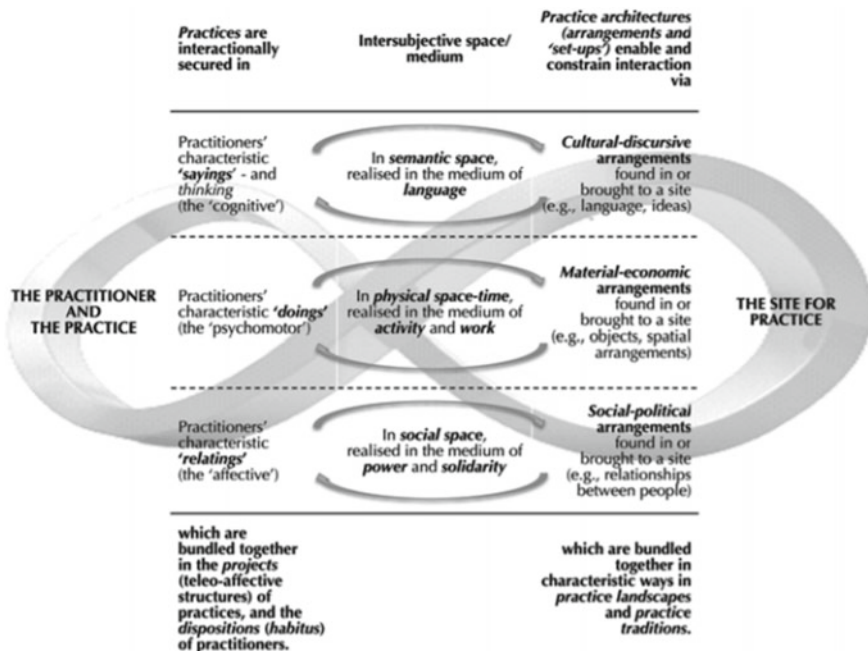 Practices are
interactionally
secured in
Intersubjective space/
medium
Practice architectures
(arrangements and
‘set-ups’) enable and
constrain interaction
via
Practitioners’
characteristic
‘sayings’ - and
thinking
(the ‘cognitive’)
In semantic space,
realised in the medium of
language
Cultural-discursive
arrangements
found in or
brought to a site
(e.g., language, ideas)
THE PRACTITIONER
AND
THE PRACTICE
Practitioners’
characteristic ‘doings’
(the ‘psychomotor’)
In physical space-time,
realised in the medium of
activity and work
Material-economic
arrangements
found in or
brought to a site
(e.g., objects, spatial
arrangements)
THE SITE FOR
PRACTICE
Practitioners’
characteristic
‘relatings’
(the ‘affective’)
In social space,
realised in the medium of
power and solidarity
Social-political
arrangements
found in or
brought to a site
(e.g., relationships
between people)
which are
bundled together
in the projects
(teleo-affective
structures) of
practices, and the
dispositions (habitus)
of practitioners.
which are bundled
together in
characteristic ways in
practice landscapes
and practice
traditions.